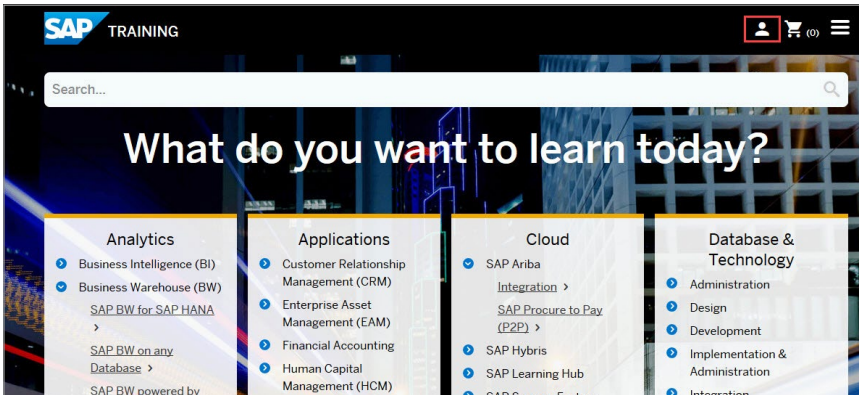 SAP TRAINING
(0)
Search...
What do you want to learn today?
Analytics
Business Intelligence (BI)
Business Warehouse (BW)
SAP BW for SAP HANA
>
SAP BW on any
Database >
SAP BW powered by
Applications
Customer Relationship
Management (CRM)
Enterprise Asset
Management (EAM)
Financial Accounting
Human Capital
Management (HCM)
Cloud
SAP Ariba
Integration >
SAP Procure to Pay
(P2P) >
SAP Hybris
SAP Learning Hub
Database &
Technology
Administration
Design
Development
Implementation &
Administration
Integration